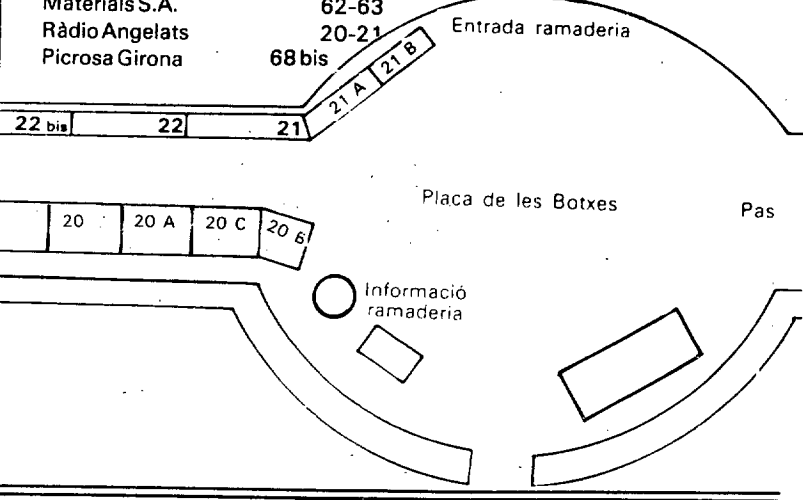 Materials S.A. 62-63
Ràdio Angelats 20-21
Picrosa Girona 68 bis
Entrada ramaderia
21 A
21 B
22 bis
22
21
Placa de les Botxes
Pas
20
20 A
20 C
20 B
Informació
ramaderia